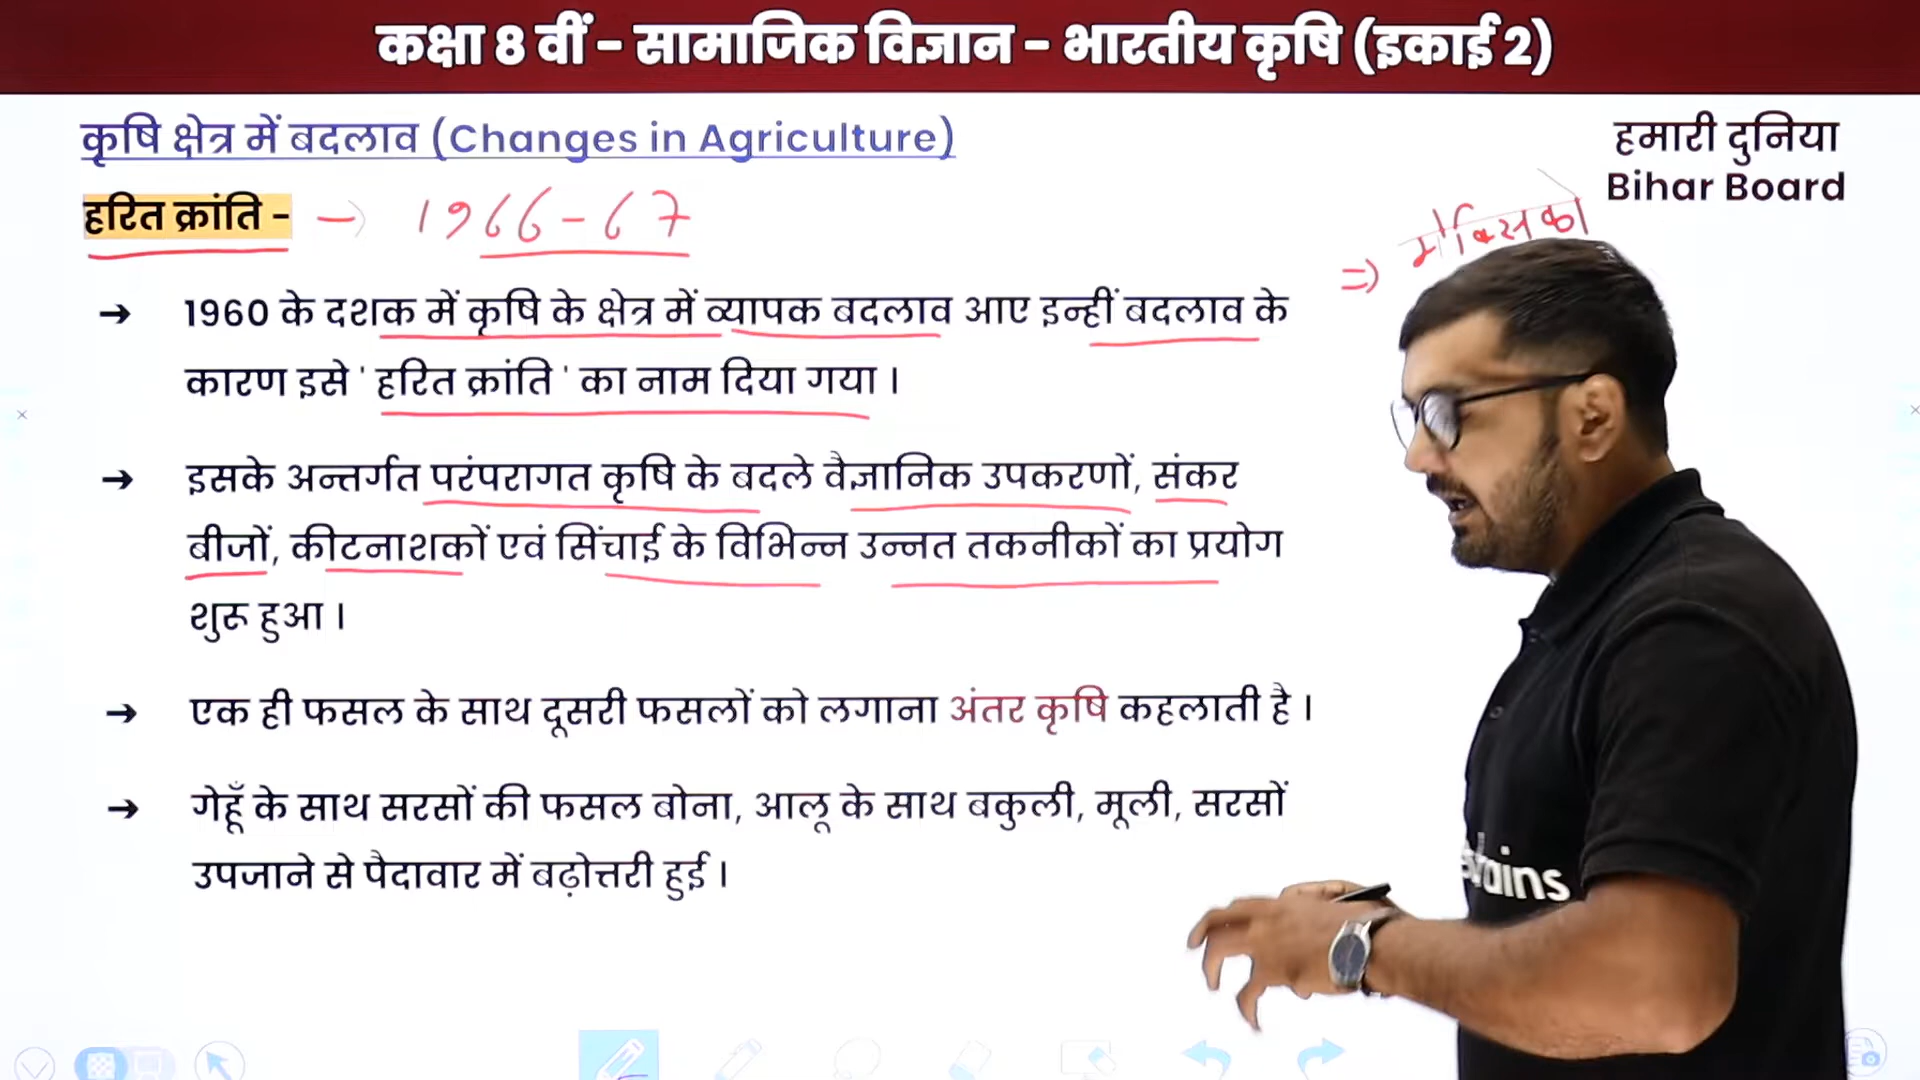 कक्षा 8 वीं - सामाजिक विज्ञान - भारतीय कृषि (इकाई 2)
कृषि क्षेत्र में बदलाव (Changes in Agriculture)
हमारी दुनिया
Bihar Board
हरित क्रांति - → 1966-67
⇒ मैक्सिको
→ 1960 के दशक में कृषि के क्षेत्र में व्यापक बदलाव आए इन्हीं बदलाव के
कारण इसे ' हरित क्रांति ' का नाम दिया गया ।
→ इसके अन्तर्गत परंपरागत कृषि के बदले वैज्ञानिक उपकरणों, संकर
बीजों, कीटनाशकों एवं सिंचाई के विभिन्न उन्नत तकनीकों का प्रयोग
शुरू हुआ ।
→ एक ही फसल के साथ दूसरी फसलों को लगाना अंतर कृषि कहलाती है ।
→ गेहूँ के साथ सरसों की फसल बोना, आलू के साथ बकुली, मूली, सरसों
उपजाने से पैदावार में बढ़ोत्तरी हुई ।